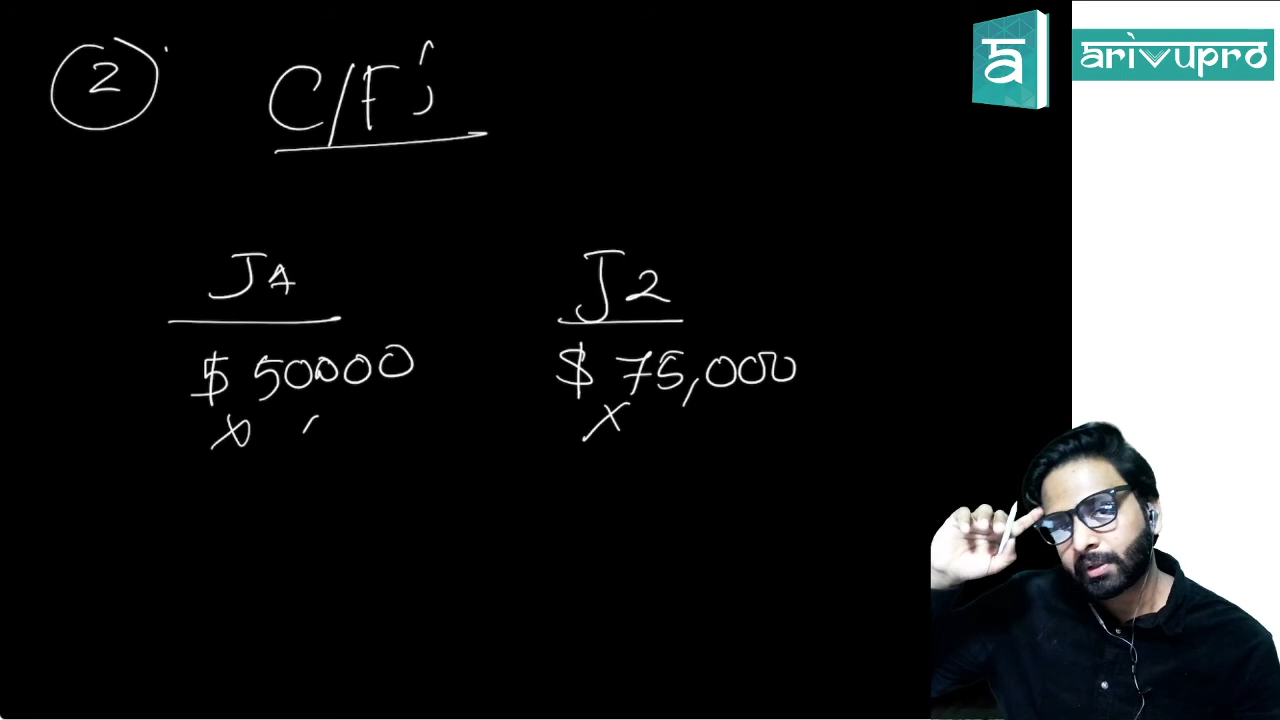 2
C/F's
arivupro
J1 J2
$ 50000 $ 75,000
x x